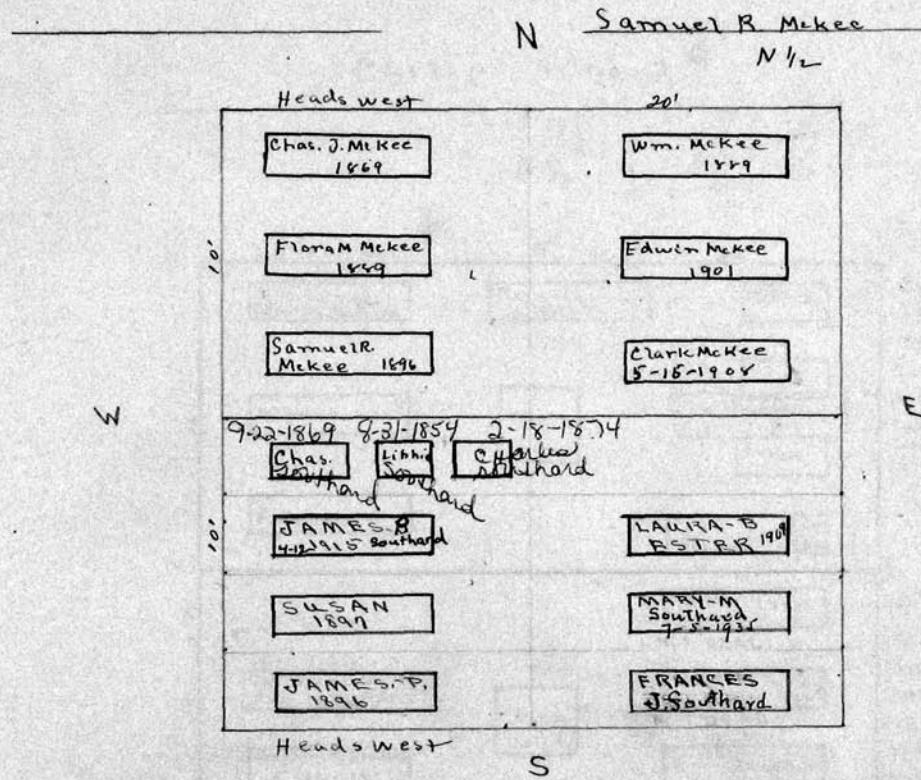 N Samuel R. McKee
N 1/2
Heads west 20'
Chas. J. McKee
1869
Wm. McKee
1889
10'
Flora M McKee
1889
Edwin McKee
1901
Samuel R.
McKee 1896
Clark McKee
5-15-1908
W
E
9-22-1869 8-31-1854 2-18-1874
Chas.
Southard
Libbie
Southard
Charles
Southard
10'
JAMES-B
4-12-1915 Southard
LAURA-B
ESTER 1909
SUSAN
1897
MARY-M
Southard
7-5-1935
JAMES-P.
1896
FRANCES
J. Southard
Heads west
S